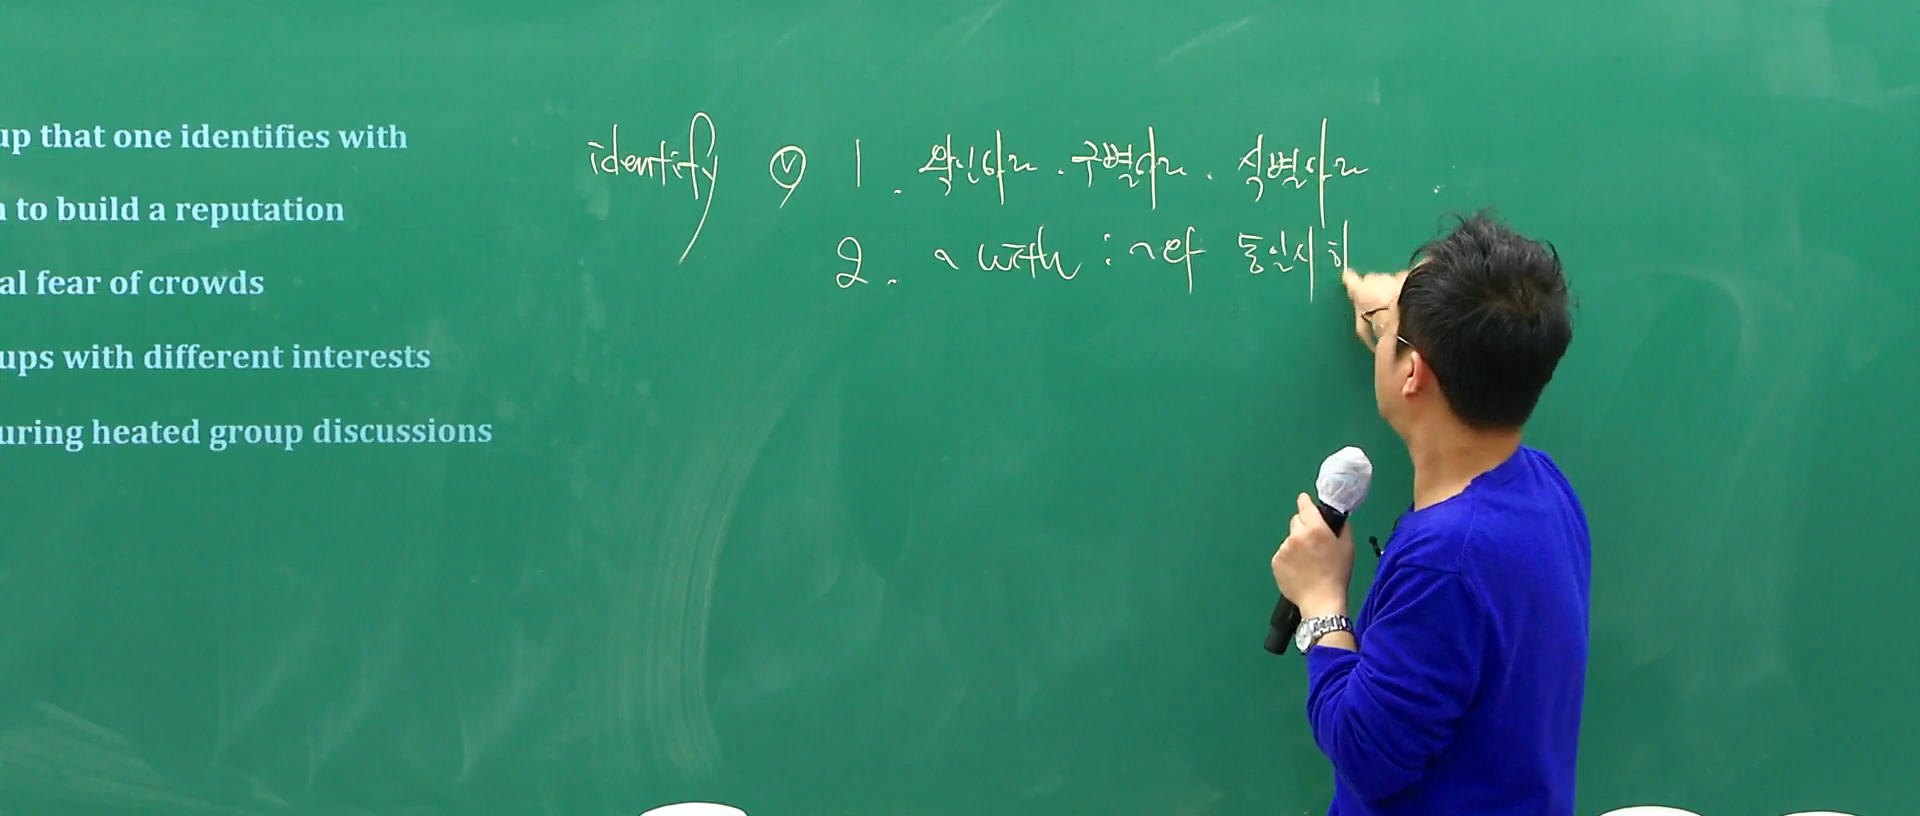 up that one identifies with
n to build a reputation
al fear of crowds
ups with different interests
uring heated group discussions
identify ⓥ 1. 확인하다. 구별하다. 식별하다
2. ~ with : ~와 동일시하